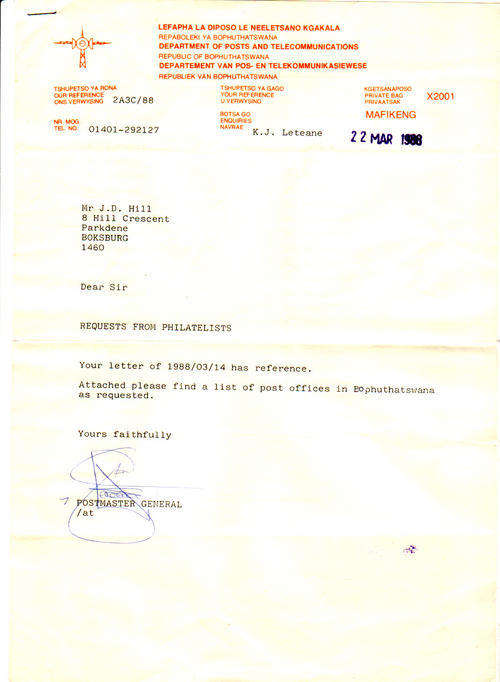 LEFAPHA LA DIPOSO LE NEELETSANO KGAKALA
REPABOLEKI YA BOPHUTHATSWANA
DEPARTMENT OF POSTS AND TELECOMMUNICATIONS
REPUBLIC OF BOPHUTHATSWANA
DEPARTEMENT VAN POS- EN TELEKOMMUNIKASIEWESE
REPUBLIEK VAN BOPHUTHATSWANA
TSHUPETSO YA RONA
OUR REFERENCE
ONS VERWYSING 2A3C/88
TSHUPETSO YA GAGO
YOUR REFERENCE
U VERWYSING
KGETSANAPOSO
PRIVATE BAG
PRIVAATSAK X2001
MAFIKENG
NR. MOG.
TEL NO. 01401-292127
BOTSA GO
ENQUIRIES
NAVRAE K.J. Leteane
22 MAR 1988
Mr J.D. Hill
8 Hill Crescent
Parkdene
BOKSBURG
1460
Dear Sir
REQUESTS FROM PHILATELISTS
Your letter of 1988/03/14 has reference.
Attached please find a list of post offices in Bophuthatswana
as requested.
Yours faithfully
POSTMASTER GENERAL
/at